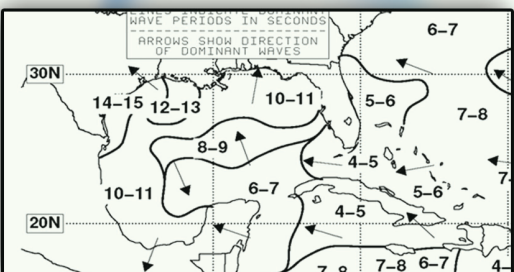 LINES INDICATE DOMINANT
WAVE PERIODS IN SECONDS
ARROWS SHOW DIRECTION
OF DOMINANT WAVES
6-7
30N
14-15
12-13
10-11
5-6
7-8
8-9
4-5
10-11
6-7
5-6
20N
4-5
7-8
6-7